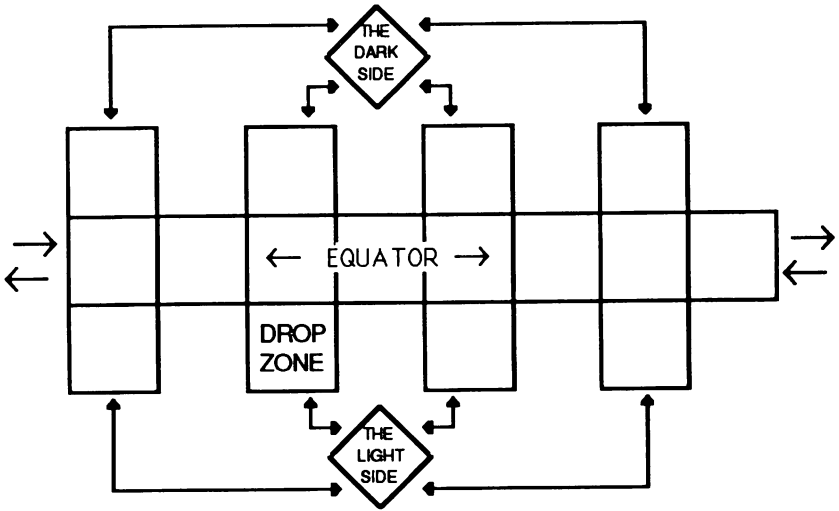 THE
DARK
SIDE
EQUATOR
DROP
ZONE
THE
LIGHT
SIDE